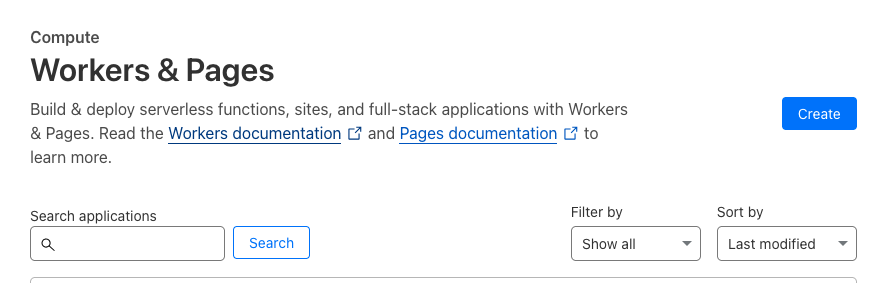 Compute
Workers & Pages
Build & deploy serverless functions, sites, and full-stack applications with Workers
& Pages. Read the Workers documentation and Pages documentation to
learn more.
Create
Search applications
Search
Filter by
Show all
Sort by
Last modified